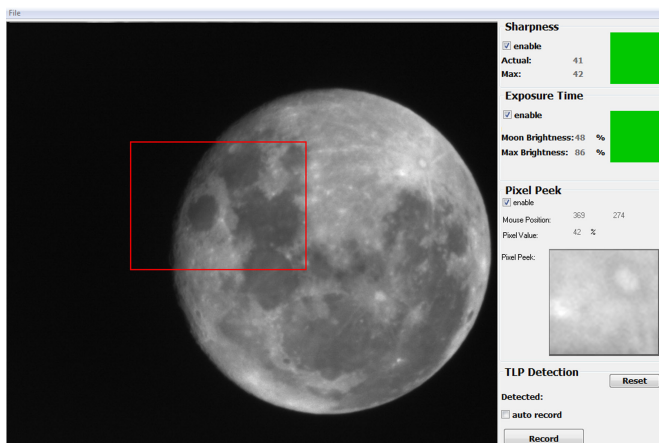 File
Sharpness
enable
Actual: 41
Max: 42
Exposure Time
enable
Moon Brightness: 48 %
Max Brightness: 86 %
Pixel Peek
enable
Mouse Position: 369 274
Pixel Value: 42 %
Pixel Peek:
TLP Detection
Reset
Detected:
auto record
Record